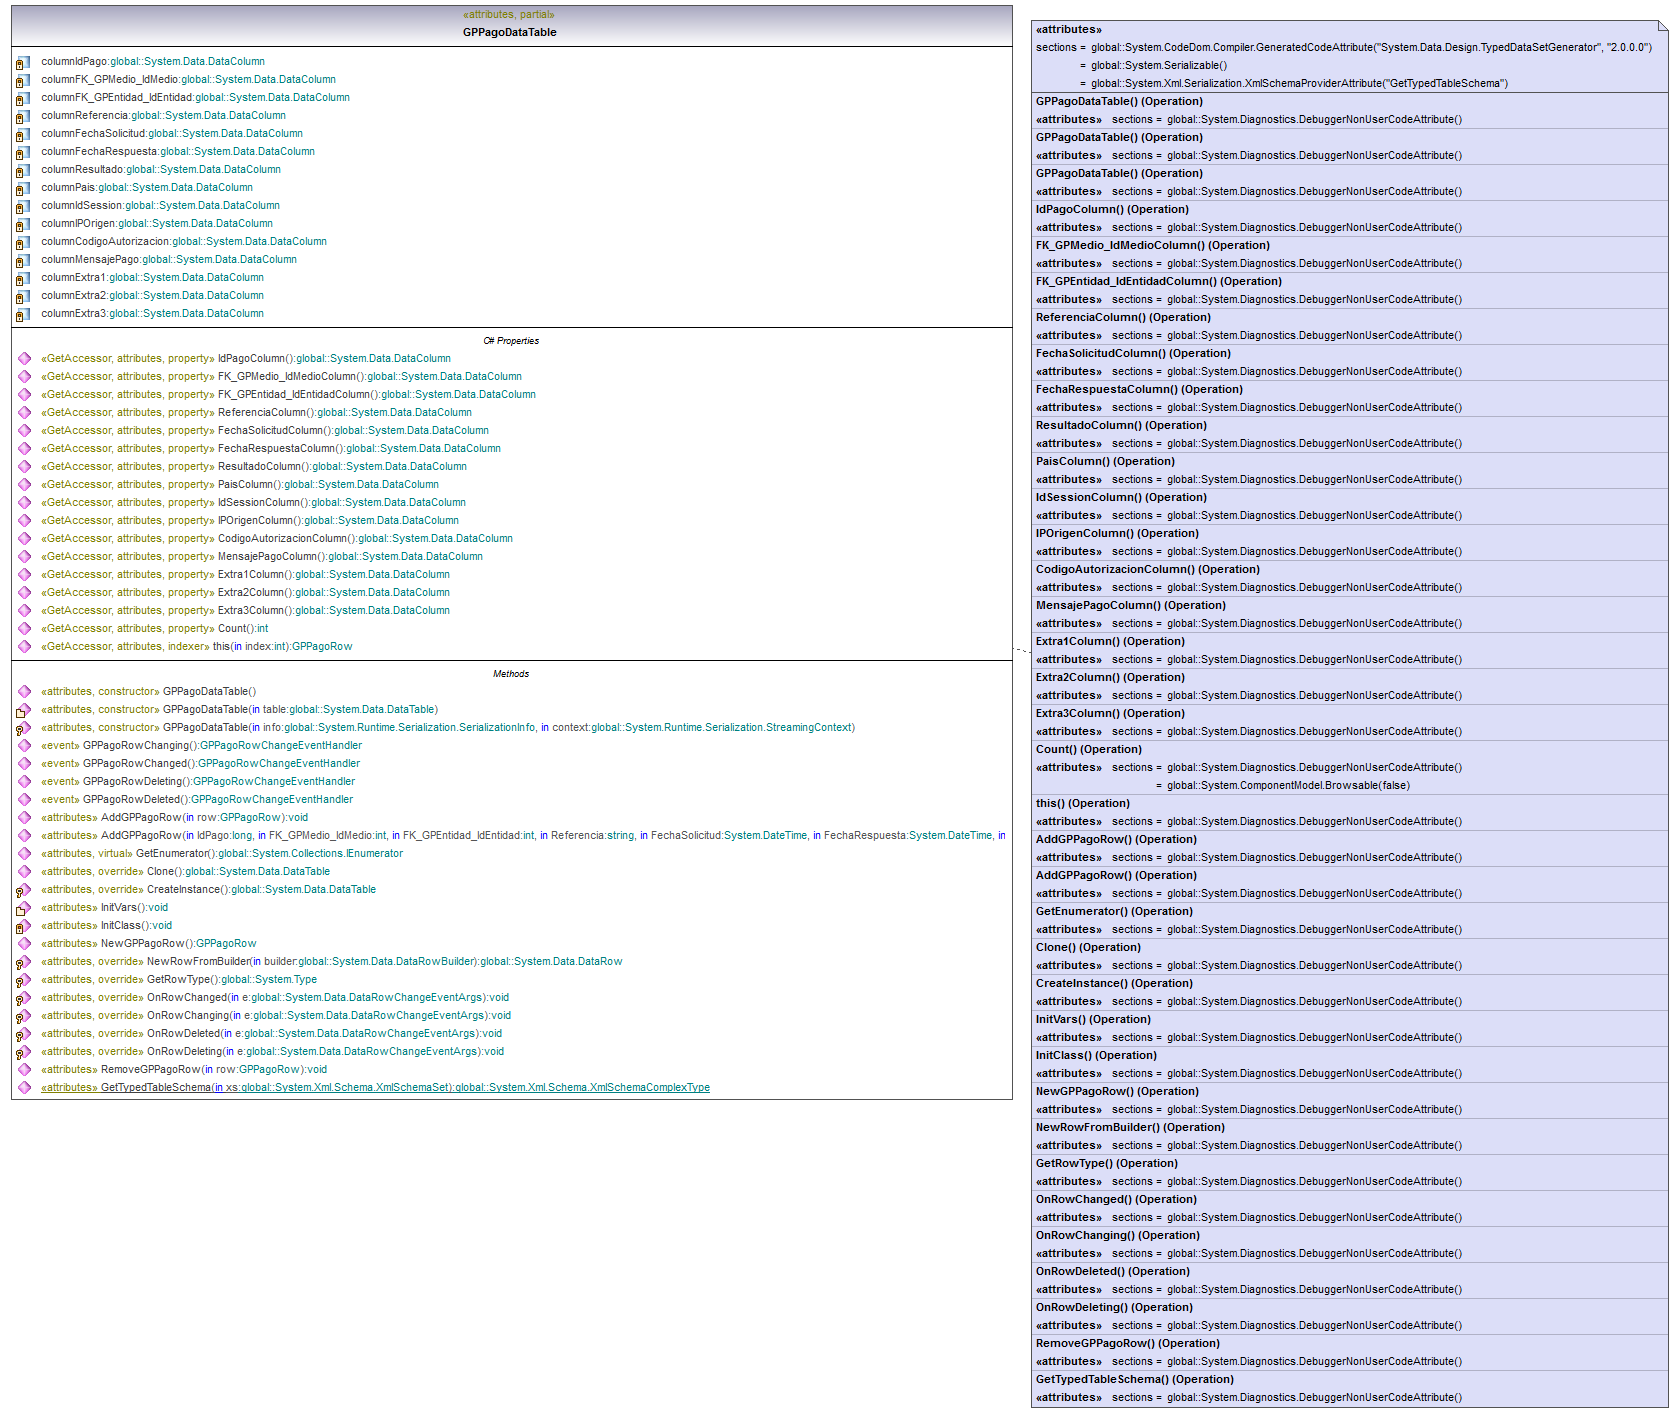 «attributes, partial»
GPPagoDataTable
columnIdPago:global::System.Data.DataColumn
columnFK_GPMedio_IdMedio:global::System.Data.DataColumn
columnFK_GPEntidad_IdEntidad:global::System.Data.DataColumn
columnReferencia:global::System.Data.DataColumn
columnFechaSolicitud:global::System.Data.DataColumn
columnFechaRespuesta:global::System.Data.DataColumn
columnResultado:global::System.Data.DataColumn
columnPais:global::System.Data.DataColumn
columnIdSession:global::System.Data.DataColumn
columnIPOrigen:global::System.Data.DataColumn
columnCodigoAutorizacion:global::System.Data.DataColumn
columnMensajePago:global::System.Data.DataColumn
columnExtra1:global::System.Data.DataColumn
columnExtra2:global::System.Data.DataColumn
columnExtra3:global::System.Data.DataColumn
C# Properties
«GetAccessor, attributes, property» IdPagoColumn():global::System.Data.DataColumn
«GetAccessor, attributes, property» FK_GPMedio_IdMedioColumn():global::System.Data.DataColumn
«GetAccessor, attributes, property» FK_GPEntidad_IdEntidadColumn():global::System.Data.DataColumn
«GetAccessor, attributes, property» ReferenciaColumn():global::System.Data.DataColumn
«GetAccessor, attributes, property» FechaSolicitudColumn():global::System.Data.DataColumn
«GetAccessor, attributes, property» FechaRespuestaColumn():global::System.Data.DataColumn
«GetAccessor, attributes, property» ResultadoColumn():global::System.Data.DataColumn
«GetAccessor, attributes, property» PaisColumn():global::System.Data.DataColumn
«GetAccessor, attributes, property» IdSessionColumn():global::System.Data.DataColumn
«GetAccessor, attributes, property» IPOrigenColumn():global::System.Data.DataColumn
«GetAccessor, attributes, property» CodigoAutorizacionColumn():global::System.Data.DataColumn
«GetAccessor, attributes, property» MensajePagoColumn():global::System.Data.DataColumn
«GetAccessor, attributes, property» Extra1Column():global::System.Data.DataColumn
«GetAccessor, attributes, property» Extra2Column():global::System.Data.DataColumn
«GetAccessor, attributes, property» Extra3Column():global::System.Data.DataColumn
«GetAccessor, attributes, property» Count():int
«GetAccessor, attributes, indexer» this(in index:int):GPPagoRow
Methods
«attributes, constructor» GPPagoDataTable()
«attributes, constructor» GPPagoDataTable(in table:global::System.Data.DataTable)
«attributes, constructor» GPPagoDataTable(in info:global::System.Runtime.Serialization.SerializationInfo, in context:global::System.Runtime.Serialization.StreamingContext)
«event» GPPagoRowChanging():GPPagoRowChangeEventHandler
«event» GPPagoRowChanged():GPPagoRowChangeEventHandler
«event» GPPagoRowDeleting():GPPagoRowChangeEventHandler
«event» GPPagoRowDeleted():GPPagoRowChangeEventHandler
«attributes» AddGPPagoRow(in row:GPPagoRow):void
«attributes» AddGPPagoRow(in IdPago:long, in FK_GPMedio_IdMedio:int, in FK_GPEntidad_IdEntidad:int, in Referencia:string, in FechaSolicitud:System.DateTime, in FechaRespuesta:System.DateTime, in
«attributes, virtual» GetEnumerator():global::System.Collections.IEnumerator
«attributes, override» Clone():global::System.Data.DataTable
«attributes, override» CreateInstance():global::System.Data.DataTable
«attributes» InitVars():void
«attributes» InitClass():void
«attributes» NewGPPagoRow():GPPagoRow
«attributes, override» NewRowFromBuilder(in builder:global::System.Data.DataRowBuilder):global::System.Data.DataRow
«attributes, override» GetRowType():global::System.Type
«attributes, override» OnRowChanged(in e:global::System.Data.DataRowChangeEventArgs):void
«attributes, override» OnRowChanging(in e:global::System.Data.DataRowChangeEventArgs):void
«attributes, override» OnRowDeleted(in e:global::System.Data.DataRowChangeEventArgs):void
«attributes, override» OnRowDeleting(in e:global::System.Data.DataRowChangeEventArgs):void
«attributes» RemoveGPPagoRow(in row:GPPagoRow):void
«attributes» GetTypedTableSchema(in xs:global::System.Xml.Schema.XmlSchemaSet):global::System.Xml.Schema.XmlSchemaComplexType
«attributes»
sections = global::System.CodeDom.Compiler.GeneratedCodeAttribute("System.Data.Design.TypedDataSetGenerator", "2.0.0.0")
= global::System.Serializable()
= global::System.Xml.Serialization.XmlSchemaProviderAttribute("GetTypedTableSchema")
GPPagoDataTable() (Operation)
«attributes» sections = global::System.Diagnostics.DebuggerNonUserCodeAttribute()
GPPagoDataTable() (Operation)
«attributes» sections = global::System.Diagnostics.DebuggerNonUserCodeAttribute()
GPPagoDataTable() (Operation)
«attributes» sections = global::System.Diagnostics.DebuggerNonUserCodeAttribute()
IdPagoColumn() (Operation)
«attributes» sections = global::System.Diagnostics.DebuggerNonUserCodeAttribute()
FK_GPMedio_IdMedioColumn() (Operation)
«attributes» sections = global::System.Diagnostics.DebuggerNonUserCodeAttribute()
FK_GPEntidad_IdEntidadColumn() (Operation)
«attributes» sections = global::System.Diagnostics.DebuggerNonUserCodeAttribute()
ReferenciaColumn() (Operation)
«attributes» sections = global::System.Diagnostics.DebuggerNonUserCodeAttribute()
FechaSolicitudColumn() (Operation)
«attributes» sections = global::System.Diagnostics.DebuggerNonUserCodeAttribute()
FechaRespuestaColumn() (Operation)
«attributes» sections = global::System.Diagnostics.DebuggerNonUserCodeAttribute()
ResultadoColumn() (Operation)
«attributes» sections = global::System.Diagnostics.DebuggerNonUserCodeAttribute()
PaisColumn() (Operation)
«attributes» sections = global::System.Diagnostics.DebuggerNonUserCodeAttribute()
IdSessionColumn() (Operation)
«attributes» sections = global::System.Diagnostics.DebuggerNonUserCodeAttribute()
IPOrigenColumn() (Operation)
«attributes» sections = global::System.Diagnostics.DebuggerNonUserCodeAttribute()
CodigoAutorizacionColumn() (Operation)
«attributes» sections = global::System.Diagnostics.DebuggerNonUserCodeAttribute()
MensajePagoColumn() (Operation)
«attributes» sections = global::System.Diagnostics.DebuggerNonUserCodeAttribute()
Extra1Column() (Operation)
«attributes» sections = global::System.Diagnostics.DebuggerNonUserCodeAttribute()
Extra2Column() (Operation)
«attributes» sections = global::System.Diagnostics.DebuggerNonUserCodeAttribute()
Extra3Column() (Operation)
«attributes» sections = global::System.Diagnostics.DebuggerNonUserCodeAttribute()
Count() (Operation)
«attributes» sections = global::System.Diagnostics.DebuggerNonUserCodeAttribute()
= global::System.ComponentModel.Browsable(false)
this() (Operation)
«attributes» sections = global::System.Diagnostics.DebuggerNonUserCodeAttribute()
AddGPPagoRow() (Operation)
«attributes» sections = global::System.Diagnostics.DebuggerNonUserCodeAttribute()
AddGPPagoRow() (Operation)
«attributes» sections = global::System.Diagnostics.DebuggerNonUserCodeAttribute()
GetEnumerator() (Operation)
«attributes» sections = global::System.Diagnostics.DebuggerNonUserCodeAttribute()
Clone() (Operation)
«attributes» sections = global::System.Diagnostics.DebuggerNonUserCodeAttribute()
CreateInstance() (Operation)
«attributes» sections = global::System.Diagnostics.DebuggerNonUserCodeAttribute()
InitVars() (Operation)
«attributes» sections = global::System.Diagnostics.DebuggerNonUserCodeAttribute()
InitClass() (Operation)
«attributes» sections = global::System.Diagnostics.DebuggerNonUserCodeAttribute()
NewGPPagoRow() (Operation)
«attributes» sections = global::System.Diagnostics.DebuggerNonUserCodeAttribute()
NewRowFromBuilder() (Operation)
«attributes» sections = global::System.Diagnostics.DebuggerNonUserCodeAttribute()
GetRowType() (Operation)
«attributes» sections = global::System.Diagnostics.DebuggerNonUserCodeAttribute()
OnRowChanged() (Operation)
«attributes» sections = global::System.Diagnostics.DebuggerNonUserCodeAttribute()
OnRowChanging() (Operation)
«attributes» sections = global::System.Diagnostics.DebuggerNonUserCodeAttribute()
OnRowDeleted() (Operation)
«attributes» sections = global::System.Diagnostics.DebuggerNonUserCodeAttribute()
OnRowDeleting() (Operation)
«attributes» sections = global::System.Diagnostics.DebuggerNonUserCodeAttribute()
RemoveGPPagoRow() (Operation)
«attributes» sections = global::System.Diagnostics.DebuggerNonUserCodeAttribute()
GetTypedTableSchema() (Operation)
«attributes» sections = global::System.Diagnostics.DebuggerNonUserCodeAttribute()